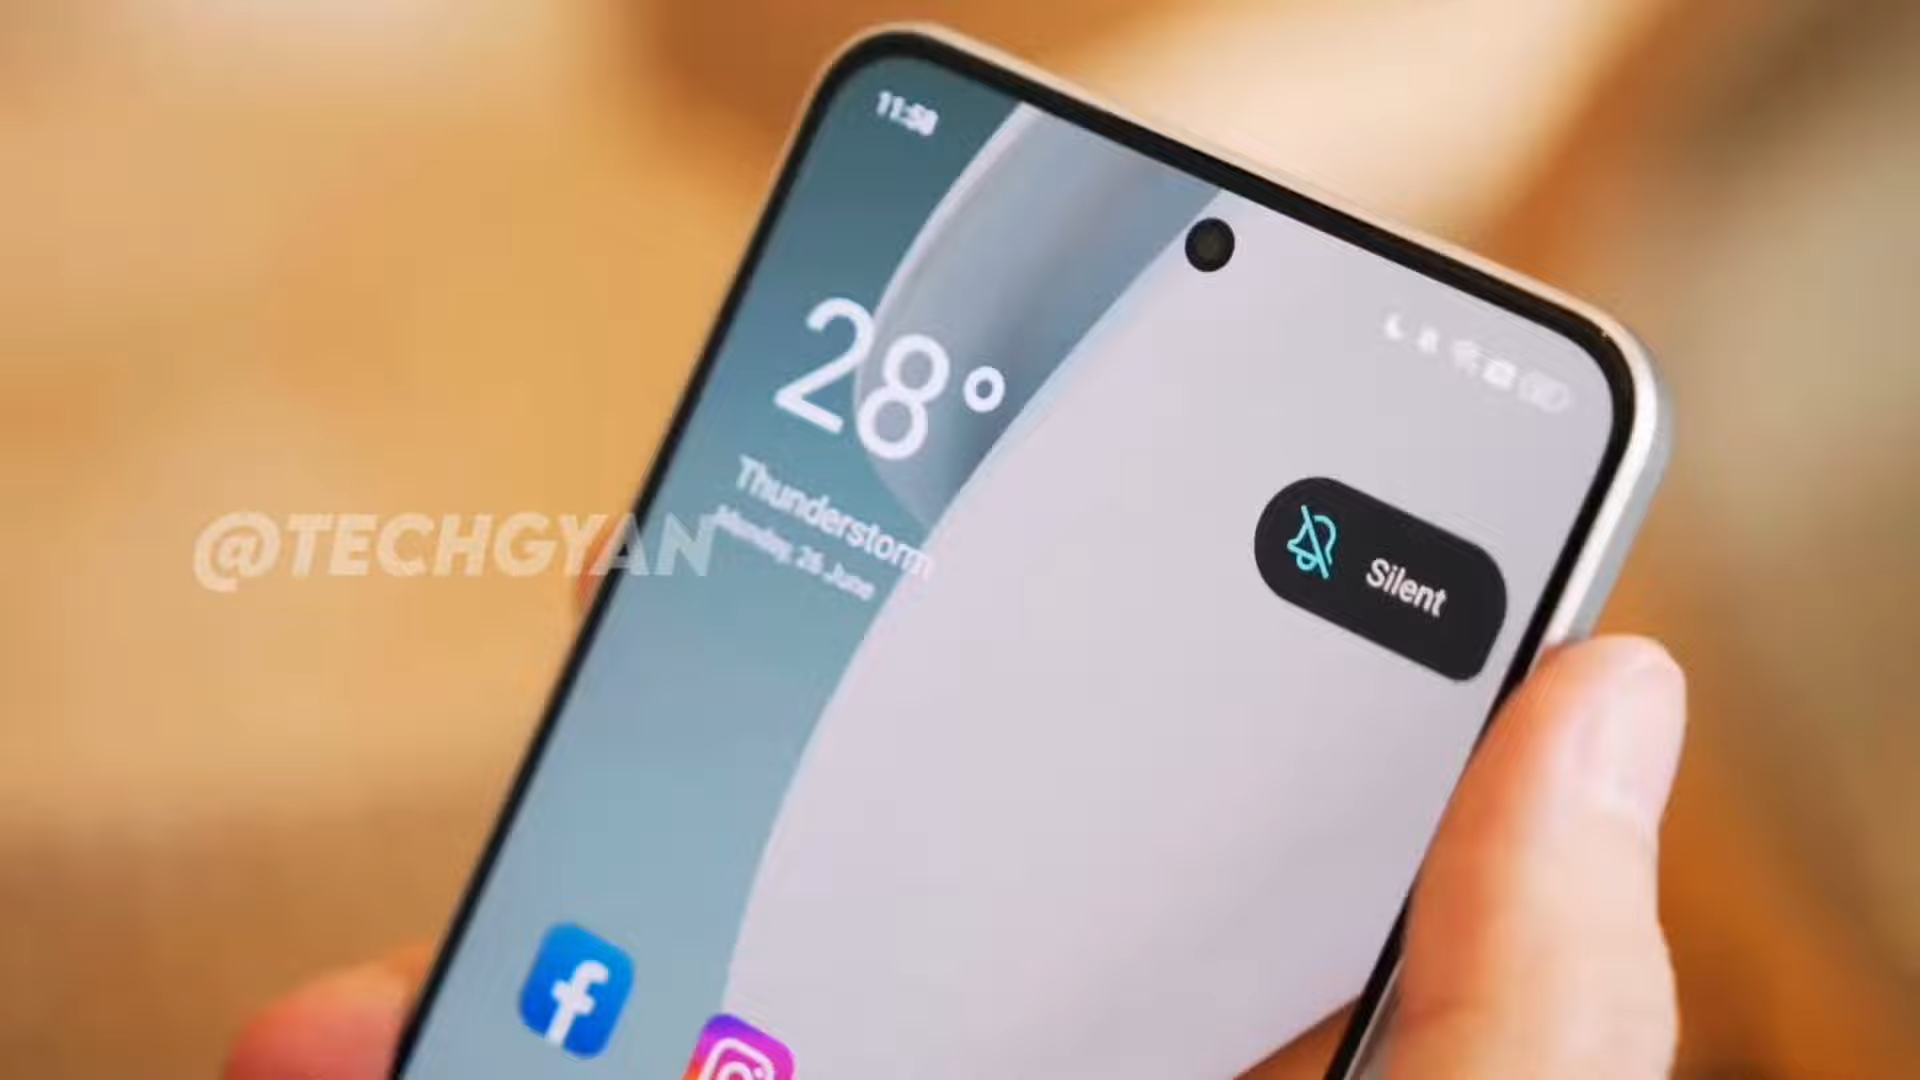 11:58
28°
Thunderstorm
Monday, 26 June
@TECHGYAN
Silent